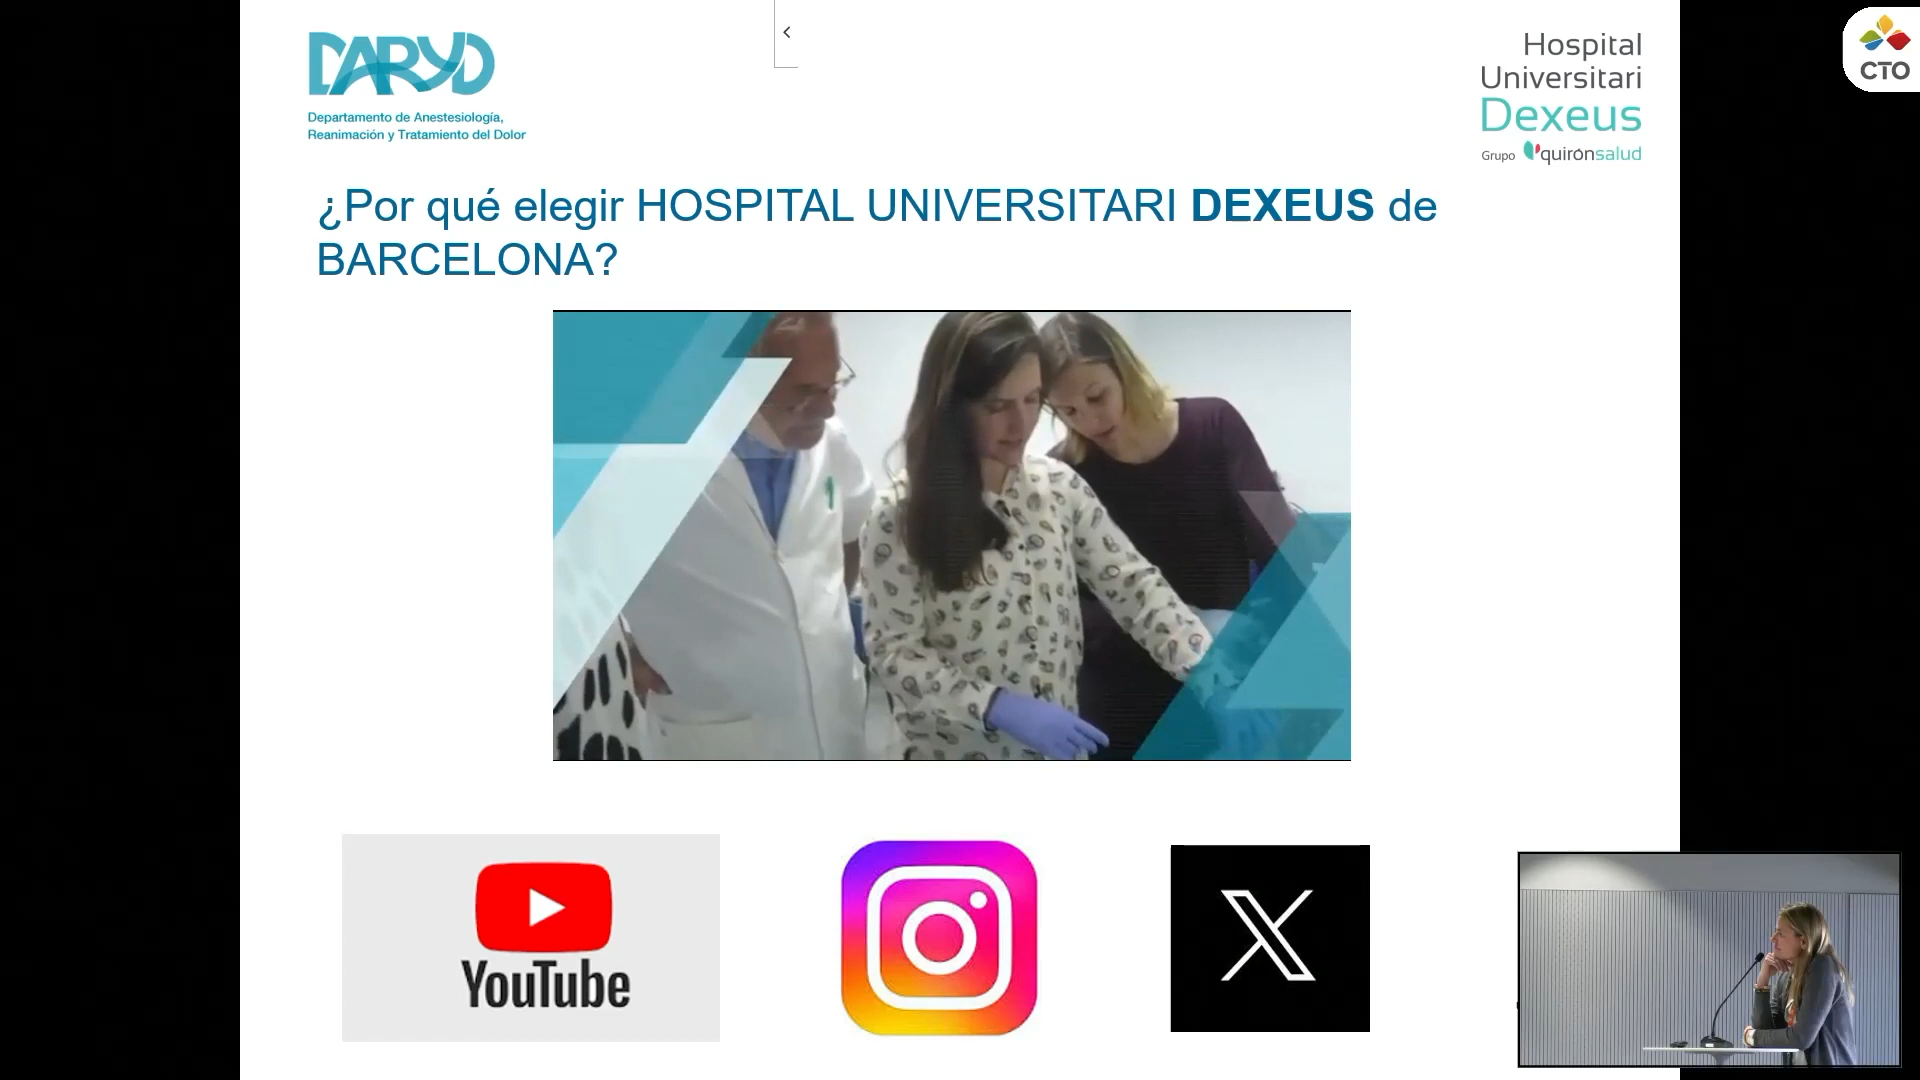 DARYD
Departamento de Anestesiología,
Reanimación y Tratamiento del Dolor
Hospital
Universitari
Dexeus
Grupo quirónsalud
CTO
¿Por qué elegir HOSPITAL UNIVERSITARI DEXEUS de
BARCELONA?
YouTube